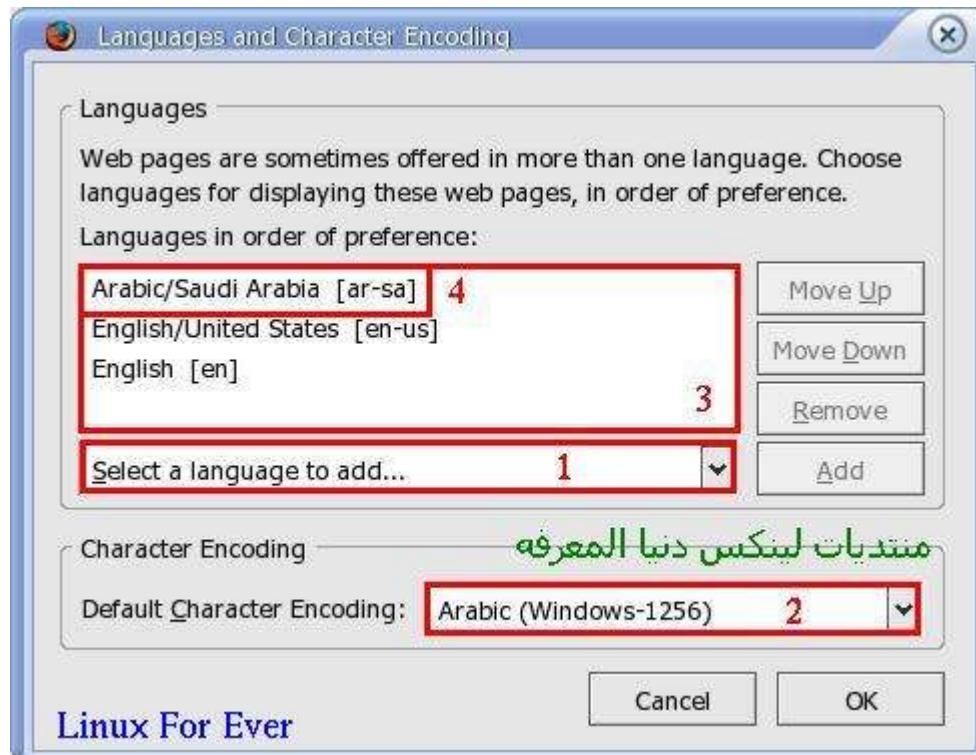 Languages and Character Encoding
Languages
Web pages are sometimes offered in more than one language. Choose
languages for displaying these web pages, in order of preference.
Languages in order of preference:
Arabic/Saudi Arabia [ar-sa] 4
English/United States [en-us]
English [en]
3
Move Up
Move Down
Remove
Select a language to add... 1
Add
منتديات لينكس دنيا المعرفه
Character Encoding
Default Character Encoding: Arabic (Windows-1256) 2
Cancel OK
Linux For Ever